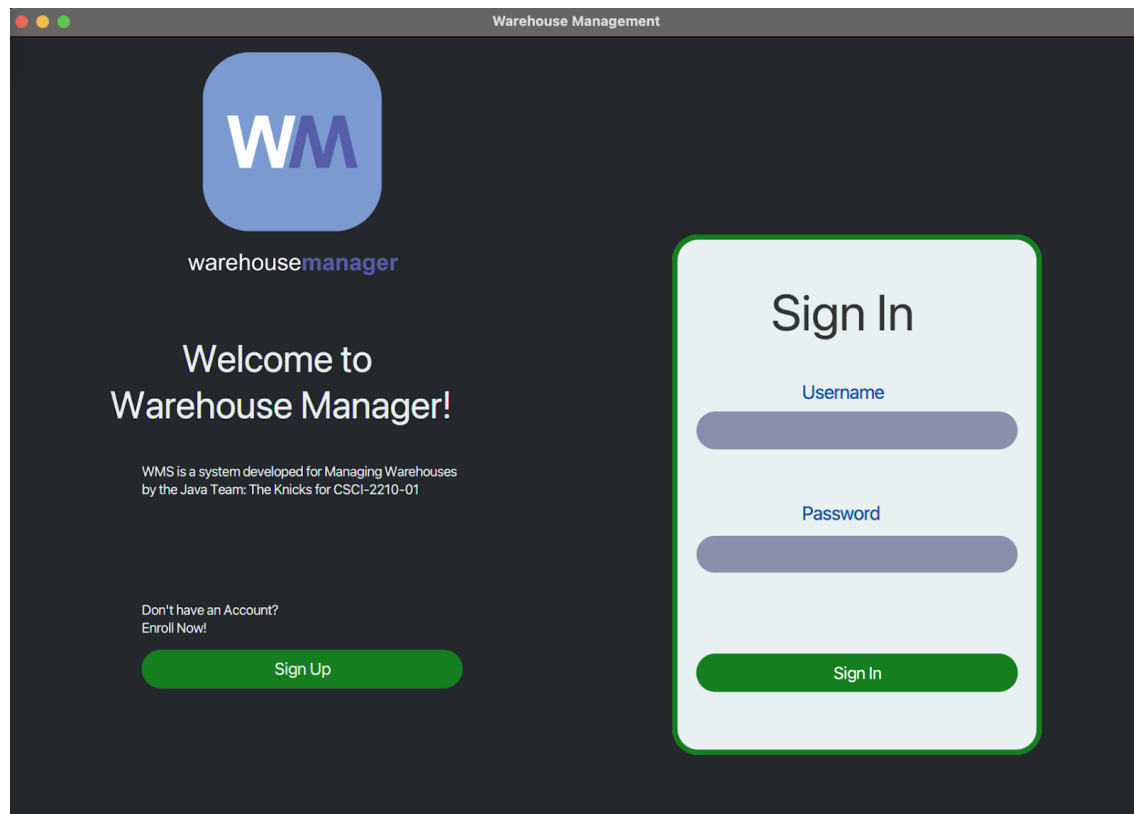 Warehouse Management
WM
warehousemanager
Welcome to
Warehouse Manager!
WMS is a system developed for Managing Warehouses
by the Java Team: The Knicks for CSCI-2210-01
Don't have an Account?
Enroll Now!
Sign Up
Sign In
Username
Password
Sign In